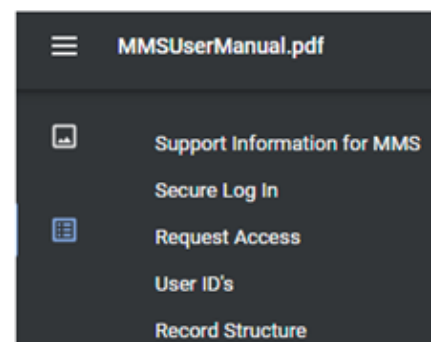 MMSUserManual.pdf
Support Information for MMS
Secure Log In
Request Access
User ID's
Record Structure